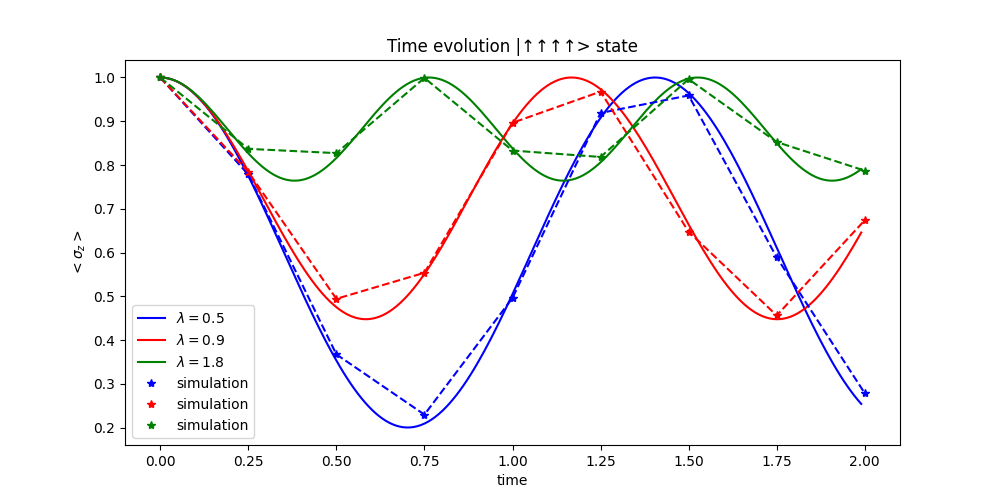 Time evolution |↑↑↑↑> state
1.0
0.9
0.8
0.7
0.6
0.5
0.4
0.3
0.2
< σz >
λ = 0.5
λ = 0.9
λ = 1.8
simulation
simulation
simulation
0.00 0.25 0.50 0.75 1.00 1.25 1.50 1.75 2.00
time